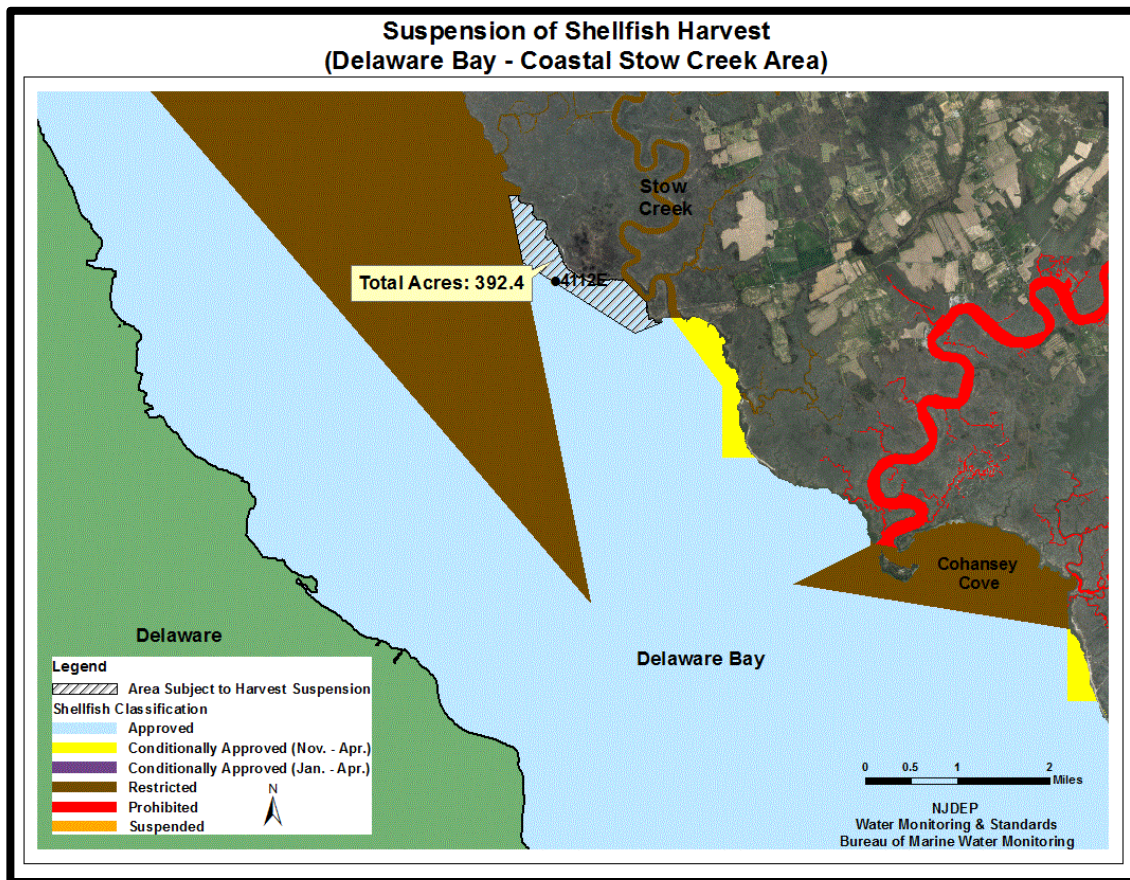 Suspension of Shellfish Harvest
(Delaware Bay - Coastal Stow Creek Area)
Stow
Creek
Total Acres: 392.4
4112E
Cohansey
Cove
Delaware
Delaware Bay
Legend
Area Subject to Harvest Suspension
Shellfish Classification
Approved
Conditionally Approved (Nov. - Apr.)
Conditionally Approved (Jan. - Apr.)
Restricted
Prohibited
Suspended
N
0 0.5 1 2
Miles
NJDEP
Water Monitoring & Standards
Bureau of Marine Water Monitoring